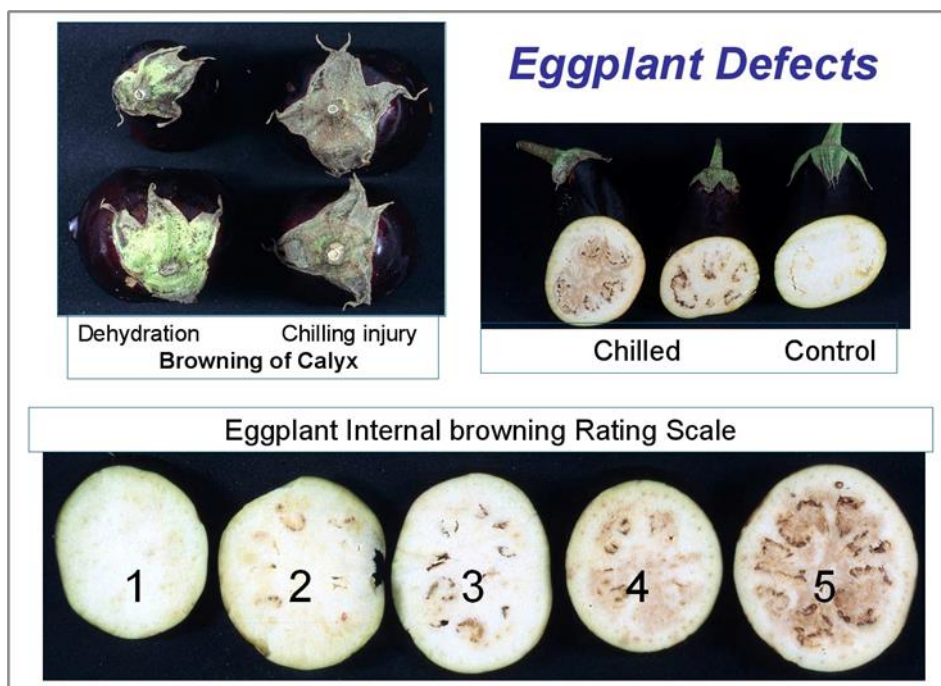 Eggplant Defects
Dehydration Chilling injury
Browning of Calyx
Chilled Control
Eggplant Internal browning Rating Scale
1 2 3 4 5